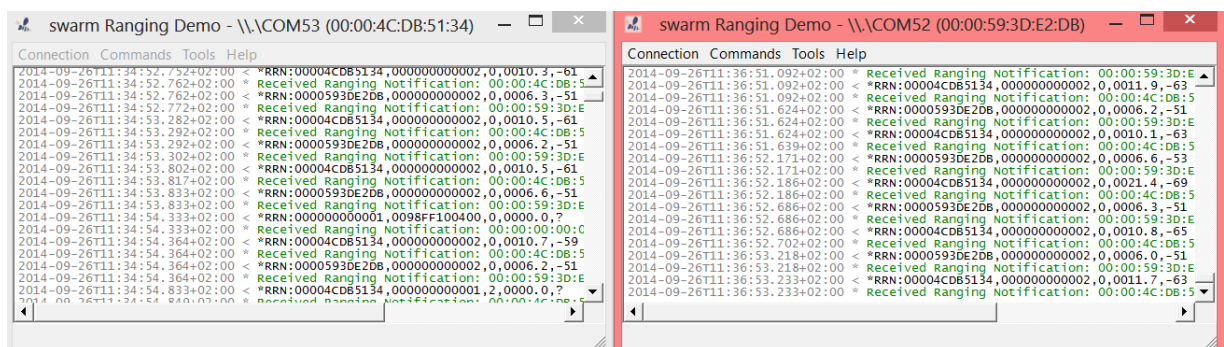 swarm Ranging Demo - \\.\COM53 (00:00:4C:DB:51:34)
Connection Commands Tools Help
2014-09-26T11:34:52.752+02:00 < *RRN:00004CDB5134,000000000002,0,0010.3,-61
2014-09-26T11:34:52.762+02:00 * Received Ranging Notification: 00:00:4C:DB:5
2014-09-26T11:34:52.762+02:00 < *RRN:0000593DE2DB,000000000002,0,0006.3,-51
2014-09-26T11:34:52.772+02:00 * Received Ranging Notification: 00:00:59:3D:E
2014-09-26T11:34:53.282+02:00 < *RRN:00004CDB5134,000000000002,0,0010.5,-61
2014-09-26T11:34:53.292+02:00 * Received Ranging Notification: 00:00:4C:DB:5
2014-09-26T11:34:53.292+02:00 < *RRN:0000593DE2DB,000000000002,0,0006.2,-51
2014-09-26T11:34:53.302+02:00 * Received Ranging Notification: 00:00:59:3D:E
2014-09-26T11:34:53.802+02:00 < *RRN:00004CDB5134,000000000002,0,0010.5,-61
2014-09-26T11:34:53.817+02:00 * Received Ranging Notification: 00:00:4C:DB:5
2014-09-26T11:34:53.833+02:00 < *RRN:0000593DE2DB,000000000002,0,0006.6,-51
2014-09-26T11:34:53.833+02:00 * Received Ranging Notification: 00:00:59:3D:E
2014-09-26T11:34:54.333+02:00 < *RRN:000000000001,0098FF100400,0,0000.0,?
2014-09-26T11:34:54.333+02:00 * Received Ranging Notification: 00:00:00:00:0
2014-09-26T11:34:54.364+02:00 < *RRN:00004CDB5134,000000000002,0,0010.7,-59
2014-09-26T11:34:54.364+02:00 * Received Ranging Notification: 00:00:4C:DB:5
2014-09-26T11:34:54.364+02:00 < *RRN:0000593DE2DB,000000000002,0,0006.2,-51
2014-09-26T11:34:54.364+02:00 * Received Ranging Notification: 00:00:59:3D:E
2014-09-26T11:34:54.833+02:00 < *RRN:00004CDB5134,000000000001,2,0000.0,?
2014-09-26T11:34:54.849+02:00 * Received Ranging Notification: 00:00:4C:DB:5
swarm Ranging Demo - \\.\COM52 (00:00:59:3D:E2:DB)
Connection Commands Tools Help
2014-09-26T11:36:51.092+02:00 * Received Ranging Notification: 00:00:59:3D:E
2014-09-26T11:36:51.092+02:00 < *RRN:00004CDB5134,000000000002,0,0011.9,-63
2014-09-26T11:36:51.092+02:00 * Received Ranging Notification: 00:00:4C:DB:5
2014-09-26T11:36:51.624+02:00 < *RRN:0000593DE2DB,000000000002,0,0006.2,-51
2014-09-26T11:36:51.624+02:00 * Received Ranging Notification: 00:00:59:3D:E
2014-09-26T11:36:51.624+02:00 < *RRN:00004CDB5134,000000000002,0,0010.1,-63
2014-09-26T11:36:51.639+02:00 * Received Ranging Notification: 00:00:4C:DB:5
2014-09-26T11:36:52.171+02:00 < *RRN:0000593DE2DB,000000000002,0,0006.6,-53
2014-09-26T11:36:52.171+02:00 * Received Ranging Notification: 00:00:59:3D:E
2014-09-26T11:36:52.186+02:00 < *RRN:00004CDB5134,000000000002,0,0021.4,-69
2014-09-26T11:36:52.186+02:00 * Received Ranging Notification: 00:00:4C:DB:5
2014-09-26T11:36:52.686+02:00 < *RRN:0000593DE2DB,000000000002,0,0006.3,-51
2014-09-26T11:36:52.686+02:00 * Received Ranging Notification: 00:00:59:3D:E
2014-09-26T11:36:52.686+02:00 < *RRN:00004CDB5134,000000000002,0,0010.8,-65
2014-09-26T11:36:52.702+02:00 * Received Ranging Notification: 00:00:4C:DB:5
2014-09-26T11:36:53.218+02:00 < *RRN:0000593DE2DB,000000000002,0,0006.0,-51
2014-09-26T11:36:53.218+02:00 * Received Ranging Notification: 00:00:59:3D:E
2014-09-26T11:36:53.233+02:00 < *RRN:00004CDB5134,000000000002,0,0011.7,-63
2014-09-26T11:36:53.233+02:00 * Received Ranging Notification: 00:00:4C:DB:5